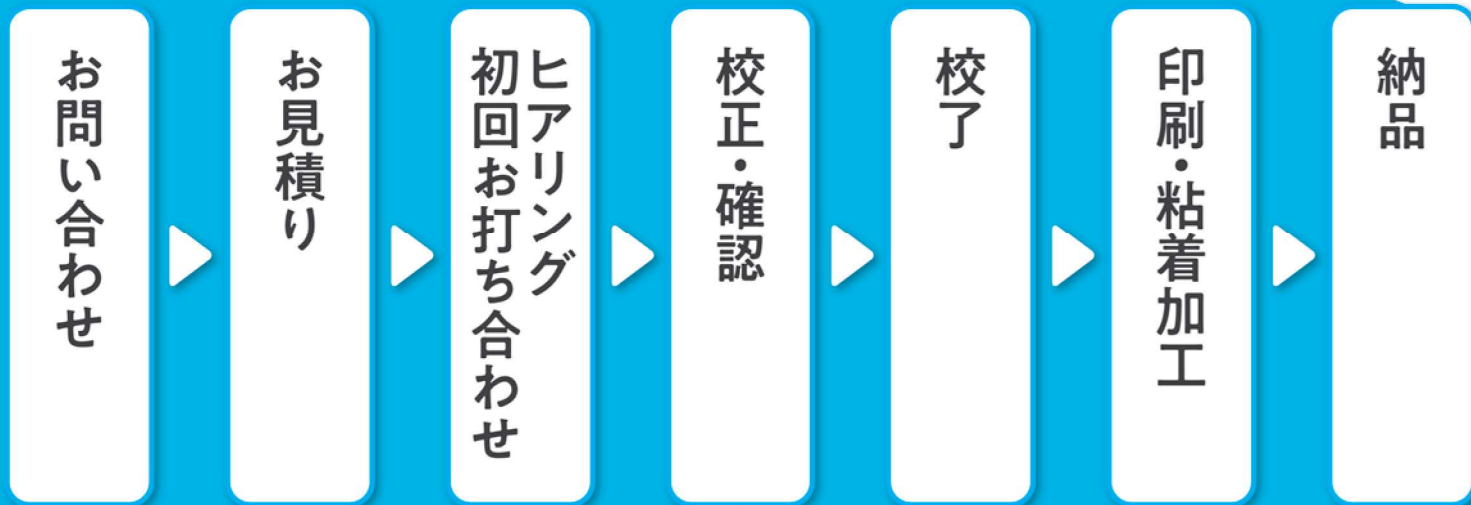 お問い合わせ
お見積り
ヒアリング
初回お打ち合わせ
校正・確認
校了
印刷・粘着加工
納品